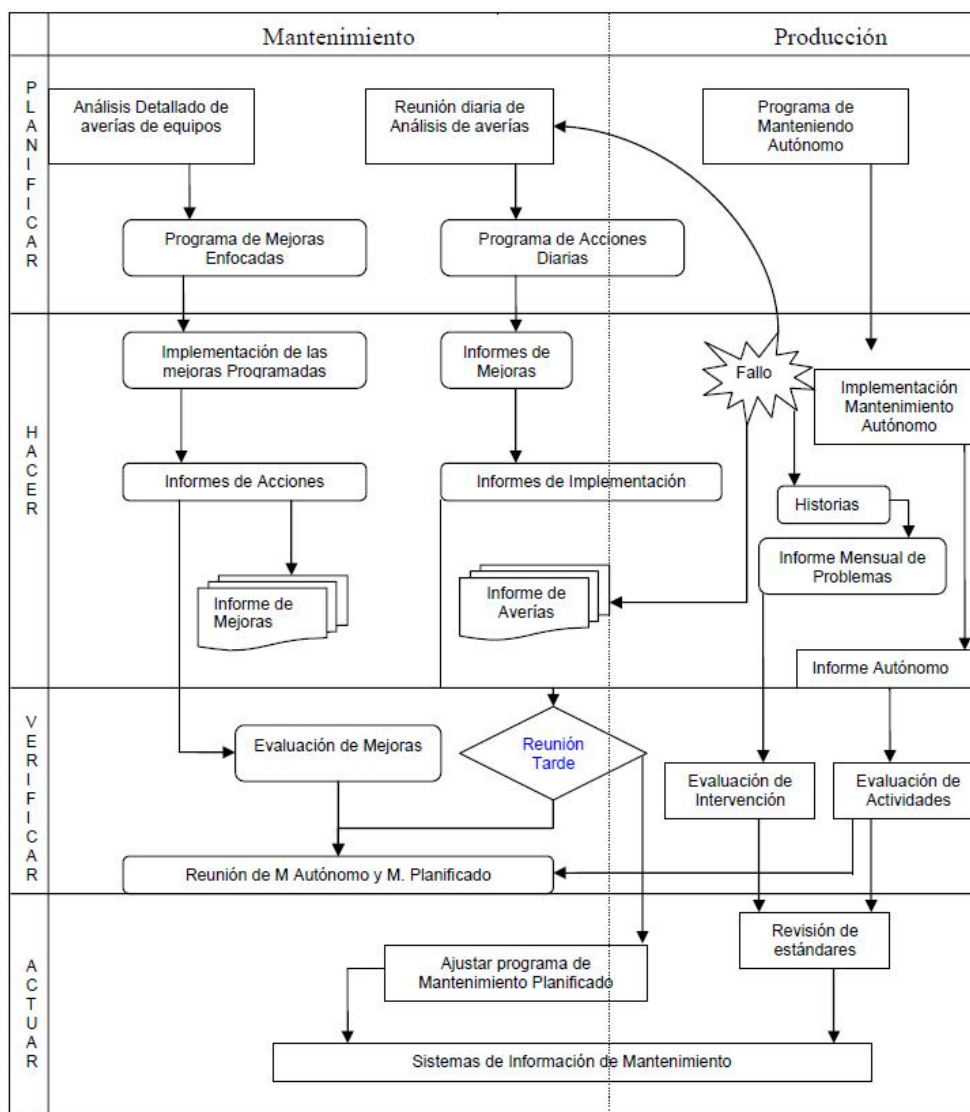 Mantenimiento
Producción
PLANIFICAR
Análisis Detallado de
averías de equipos
Reunión diaria de
Análisis de averías
Programa de
Manteniendo
Autónomo
Programa de Mejoras
Enfocadas
Programa de Acciones
Diarias
HACER
Implementación de las
mejoras Programadas
Informes de
Mejoras
Fallo
Implementación
Mantenimiento
Autónomo
Informes de Acciones
Informes de Implementación
Historias
Informe Mensual de
Problemas
Informe de
Mejoras
Informe de
Averías
Informe Autónomo
VERIFICAR
Evaluación de Mejoras
Reunión
Tarde
Evaluación de
Intervención
Evaluación de
Actividades
Reunión de M Autónomo y M. Planificado
ACTUAR
Revisión de
estándares
Ajustar programa de
Mantenimiento Planificado
Sistemas de Información de Mantenimiento